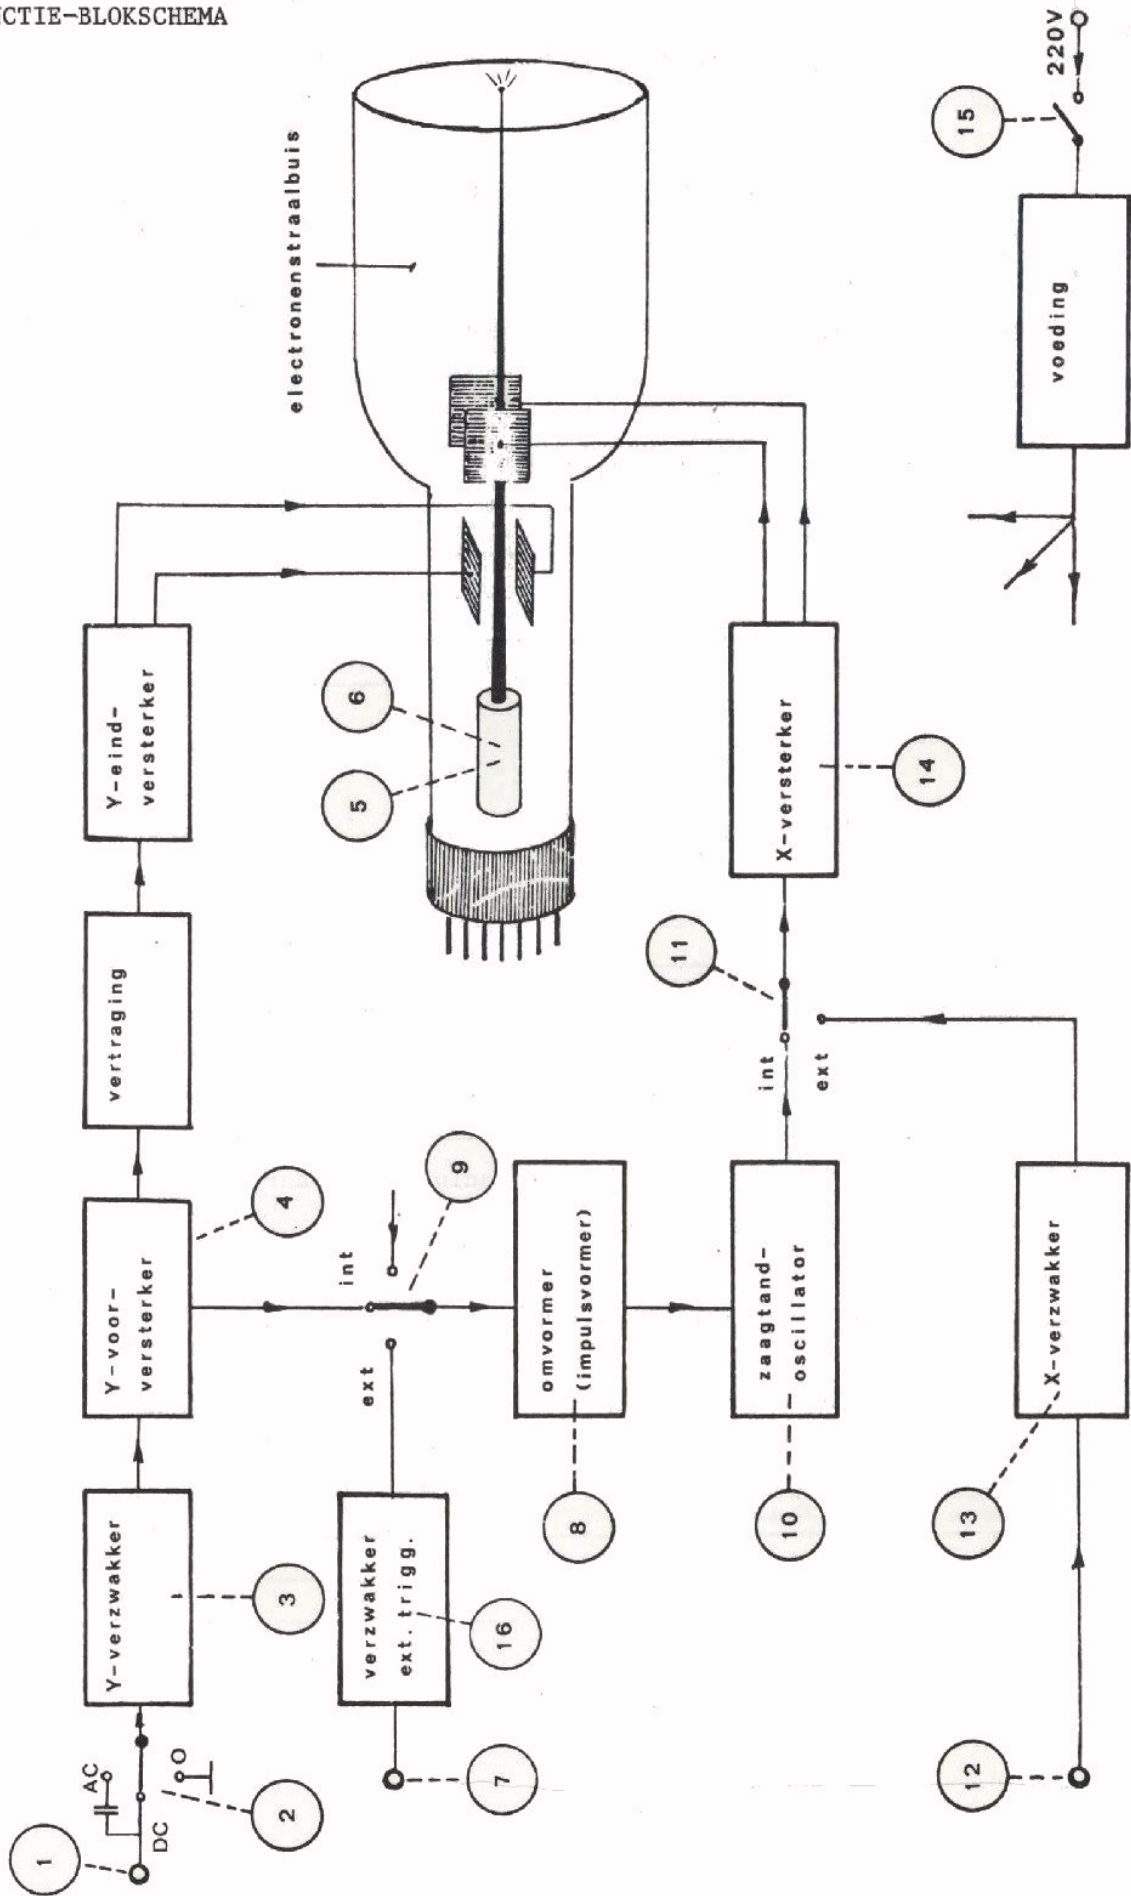 NCTIE-BLOKSCHEMA
1
AC
DC
O
2
Y-verzwakker
3
Y-voor-
versterker
4
vertraging
Y-eind-
versterker
electronenstraalbuis
5
6
7
verzwakker
ext. trigg.
16
ext
int
9
omvormer
(impulsvormer)
8
zaagtand-
oscillator
10
int
ext
11
X-versterker
14
12
X-verzwakker
13
voeding
15
220V